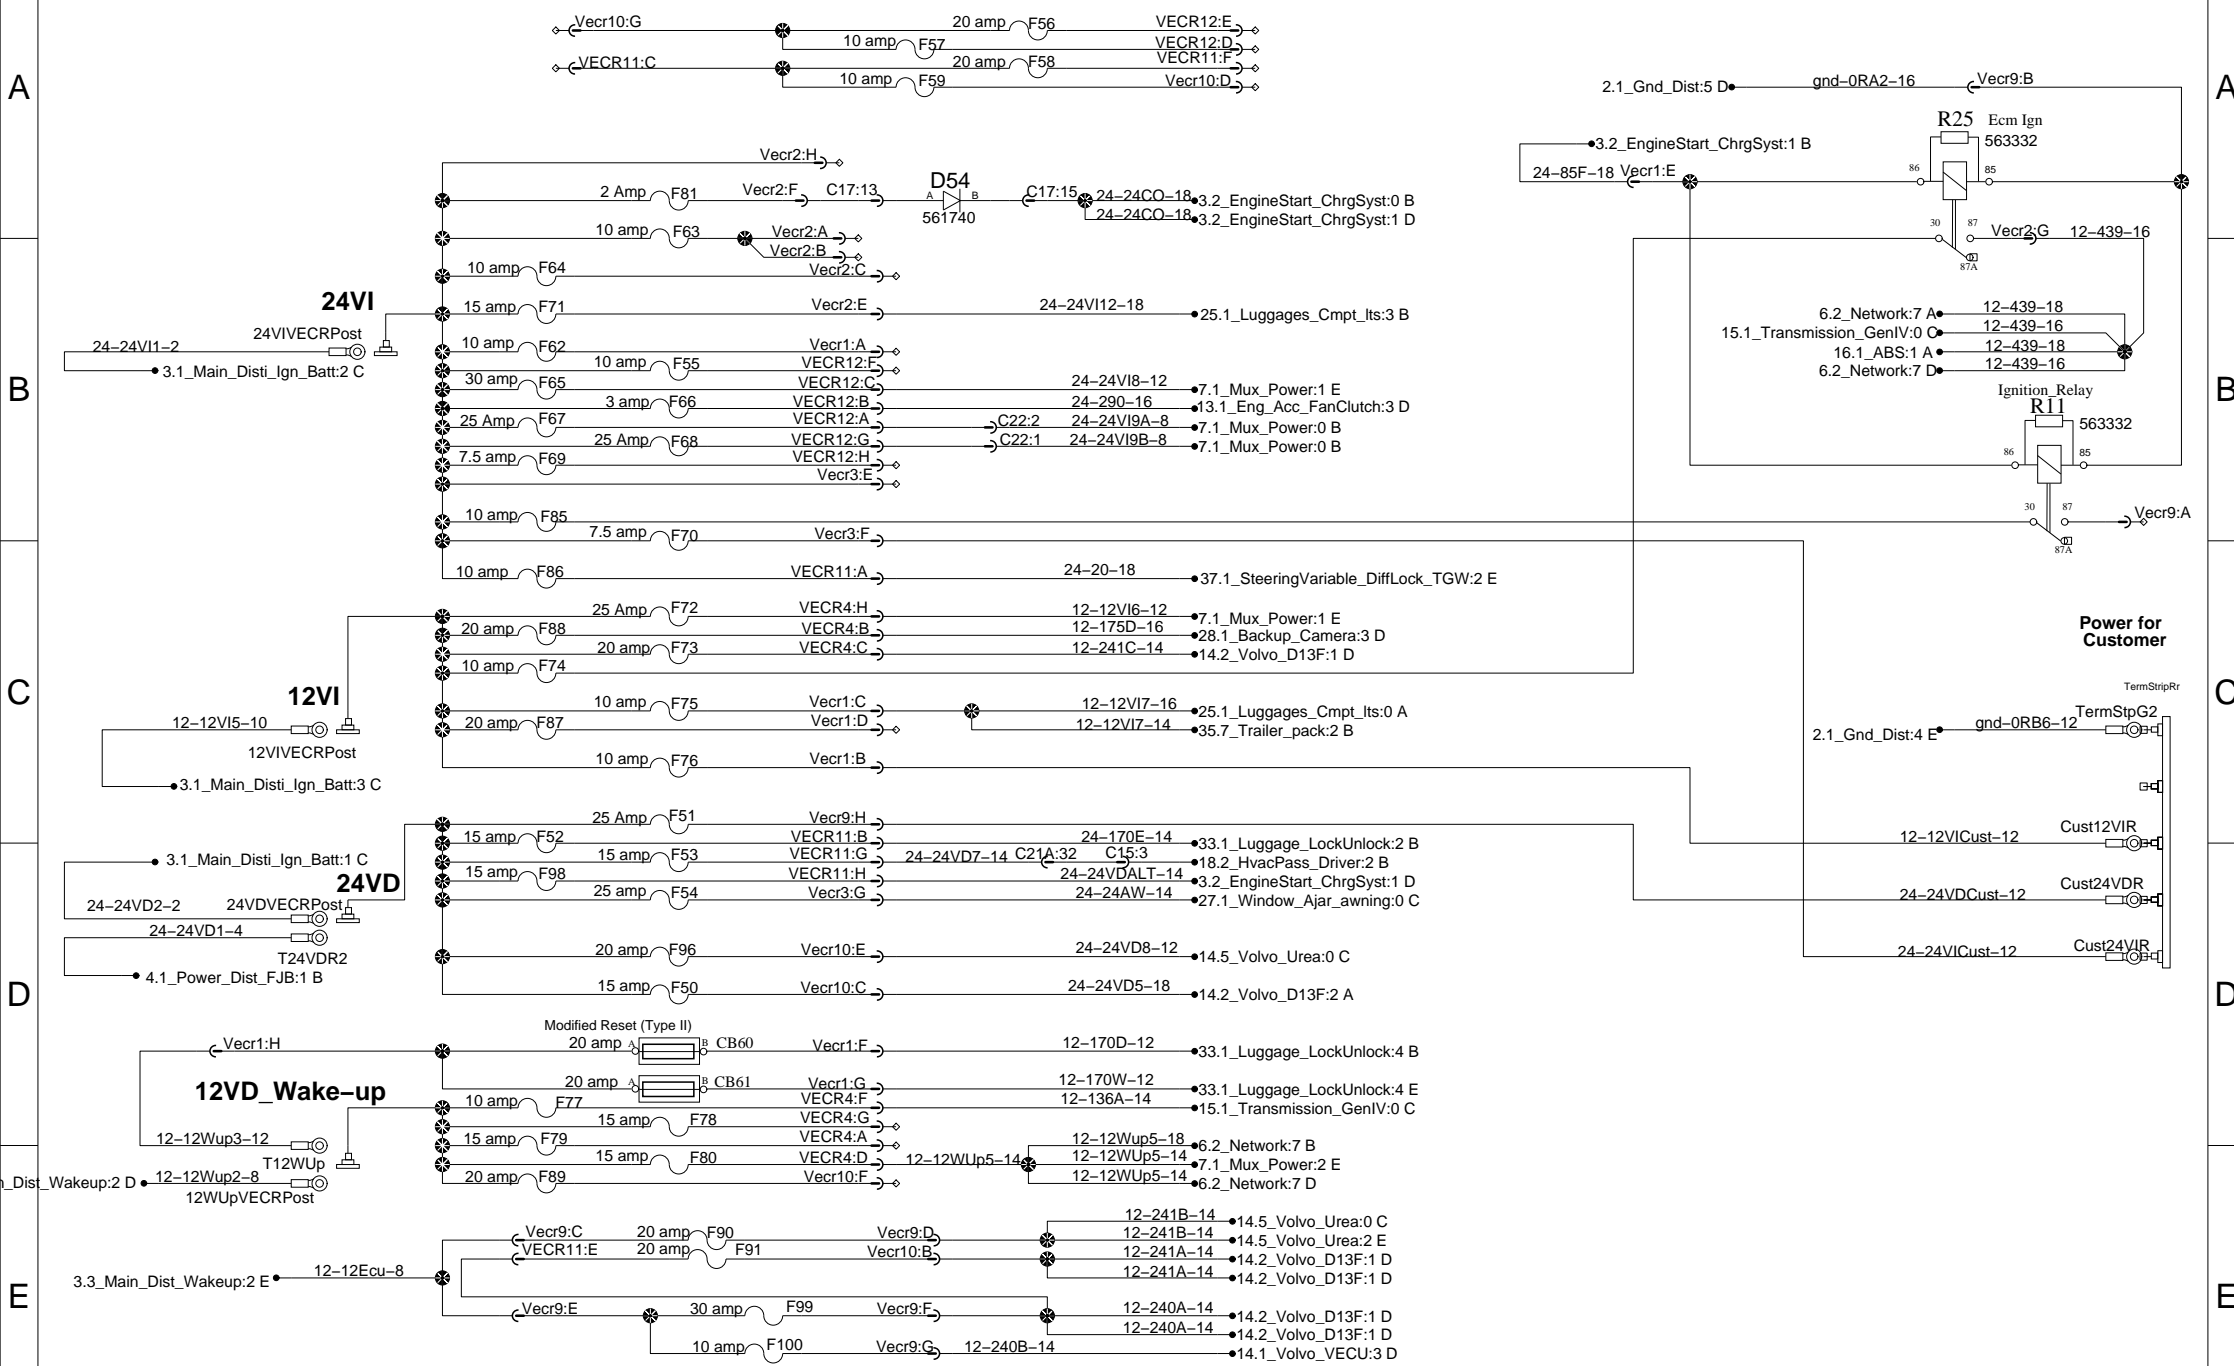 Vecr10:G 20 amp F56 VECR12:E
10 amp F57 VECR12:D
VECR11:C 20 amp F58 VECR11:F
10 amp F59 Vecr10:D
A
A
2.1_Gnd_Dist:5 D gnd-0RA2-16 Vecr9:B
R25 Ecm Ign
563332
3.2_EngineStart_ChrgSyst:1 B
24-85F-18 Vecr1:E 86 85
Vecr2:H
2 Amp F81 Vecr2:F C17:13 D54 A B 561740 C17:15 24-24CO-18 3.2_EngineStart_ChrgSyst:0 B
24-24CO-18 3.2_EngineStart_ChrgSyst:1 D
10 amp F63 Vecr2:A
Vecr2:B
30 87 Vecr2:G 12-439-16
87A
10 amp F64 Vecr2:C
24VI
15 amp F71 Vecr2:E 24-24VI12-18 25.1_Luggages_Cmpt_lts:3 B
24VIVECRPost
24-24VI1-2
3.1_Main_Disti_Ign_Batt:2 C
6.2_Network:7 A 12-439-18
15.1_Transmission_GenIV:0 C 12-439-16
16.1_ABS:1 A 12-439-18
6.2_Network:7 D 12-439-16
10 amp F62 Vecr1:A
10 amp F55 VECR12:F
B
B
30 amp F65 VECR12:C 24-24VI8-12 7.1_Mux_Power:1 E
3 amp F66 VECR12:B 24-290-16 13.1_Eng_Acc_FanClutch:3 D
25 Amp F67 VECR12:A C22:2 24-24VI9A-8 7.1_Mux_Power:0 B
25 Amp F68 VECR12:G C22:1 24-24VI9B-8 7.1_Mux_Power:0 B
7.5 amp F69 VECR12:H
Vecr3:E
Ignition_Relay
R11
563332
86 85
10 amp F85 30 87 Vecr9:A
87A
7.5 amp F70 Vecr3:F
10 amp F86 VECR11:A 24-20-18 37.1_SteeringVariable_DiffLock_TGW:2 E
25 Amp F72 VECR4:H 12-12VI6-12 7.1_Mux_Power:1 E
20 amp F88 VECR4:B 12-175D-16 28.1_Backup_Camera:3 D
20 amp F73 VECR4:C 12-241C-14 14.2_Volvo_D13F:1 D
10 amp F74
Power for
Customer
C
C
12VI
12-12VI5-10
12VIVECRPost
3.1_Main_Disti_Ign_Batt:3 C
10 amp F75 Vecr1:C 12-12VI7-16 25.1_Luggages_Cmpt_lts:0 A
20 amp F87 Vecr1:D 12-12VI7-14 35.7_Trailer_pack:2 B
10 amp F76 Vecr1:B
TermStripRr
TermStpG2
2.1_Gnd_Dist:4 E gnd-0RB6-12
12-12VICust-12 Cust12VIR
24-24VDCust-12 Cust24VDR
24-24VICust-12 Cust24VIR
25 Amp F51 Vecr9:H
15 amp F52 VECR11:B 24-170E-14 33.1_Luggage_LockUnlock:2 B
15 amp F53 VECR11:G 24-24VD7-14 C21A:32 C15:3 18.2_HvacPass_Driver:2 B
15 amp F98 VECR11:H 24-24VDALT-14 3.2_EngineStart_ChrgSyst:1 D
25 amp F54 Vecr3:G 24-24AW-14 27.1_Window_Ajar_awning:0 C
3.1_Main_Disti_Ign_Batt:1 C
24VD
24-24VD2-2 24VDVECRPost
24-24VD1-4
T24VDR2
4.1_Power_Dist_FJB:1 B
D
D
20 amp F96 Vecr10:E 24-24VD8-12 14.5_Volvo_Urea:0 C
15 amp F50 Vecr10:C 24-24VD5-18 14.2_Volvo_D13F:2 A
Modified Reset (Type II)
Vecr1:H 20 amp A B CB60 Vecr1:F 12-170D-12 33.1_Luggage_LockUnlock:4 B
20 amp A B CB61 Vecr1:G 12-170W-12 33.1_Luggage_LockUnlock:4 E
12VD_Wake-up
10 amp F77 VECR4:F 12-136A-14 15.1_Transmission_GenIV:0 C
15 amp F78 VECR4:G
15 amp F79 VECR4:A 12-12Wup5-18 6.2_Network:7 B
15 amp F80 VECR4:D 12-12WUp5-14 12-12WUp5-14 7.1_Mux_Power:2 E
20 amp F89 Vecr10:F 12-12WUp5-14 6.2_Network:7 D
12-12Wup3-12
T12WUp
_Dist_Wakeup:2 D 12-12Wup2-8
12WUpVECRPost
Vecr9:C 20 amp F90 Vecr9:D 12-241B-14 14.5_Volvo_Urea:0 C
12-241B-14 14.5_Volvo_Urea:2 E
VECR11:E 20 amp F91 Vecr10:B 12-241A-14 14.2_Volvo_D13F:1 D
12-241A-14 14.2_Volvo_D13F:1 D
3.3_Main_Dist_Wakeup:2 E 12-12Ecu-8
E
E
Vecr9:E 30 amp F99 Vecr9:F 12-240A-14 14.2_Volvo_D13F:1 D
12-240A-14 14.2_Volvo_D13F:1 D
10 amp F100 Vecr9:G 12-240B-14 14.1_Volvo_VECU:3 D